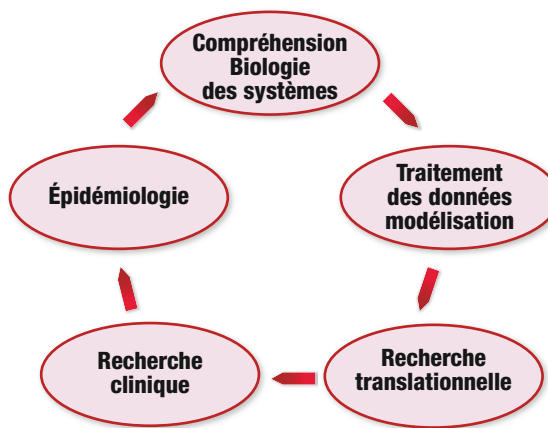 Compréhension
Biologie
des systèmes
Épidémiologie
Traitement
des données
modélisation
Recherche
clinique
Recherche
translationnelle